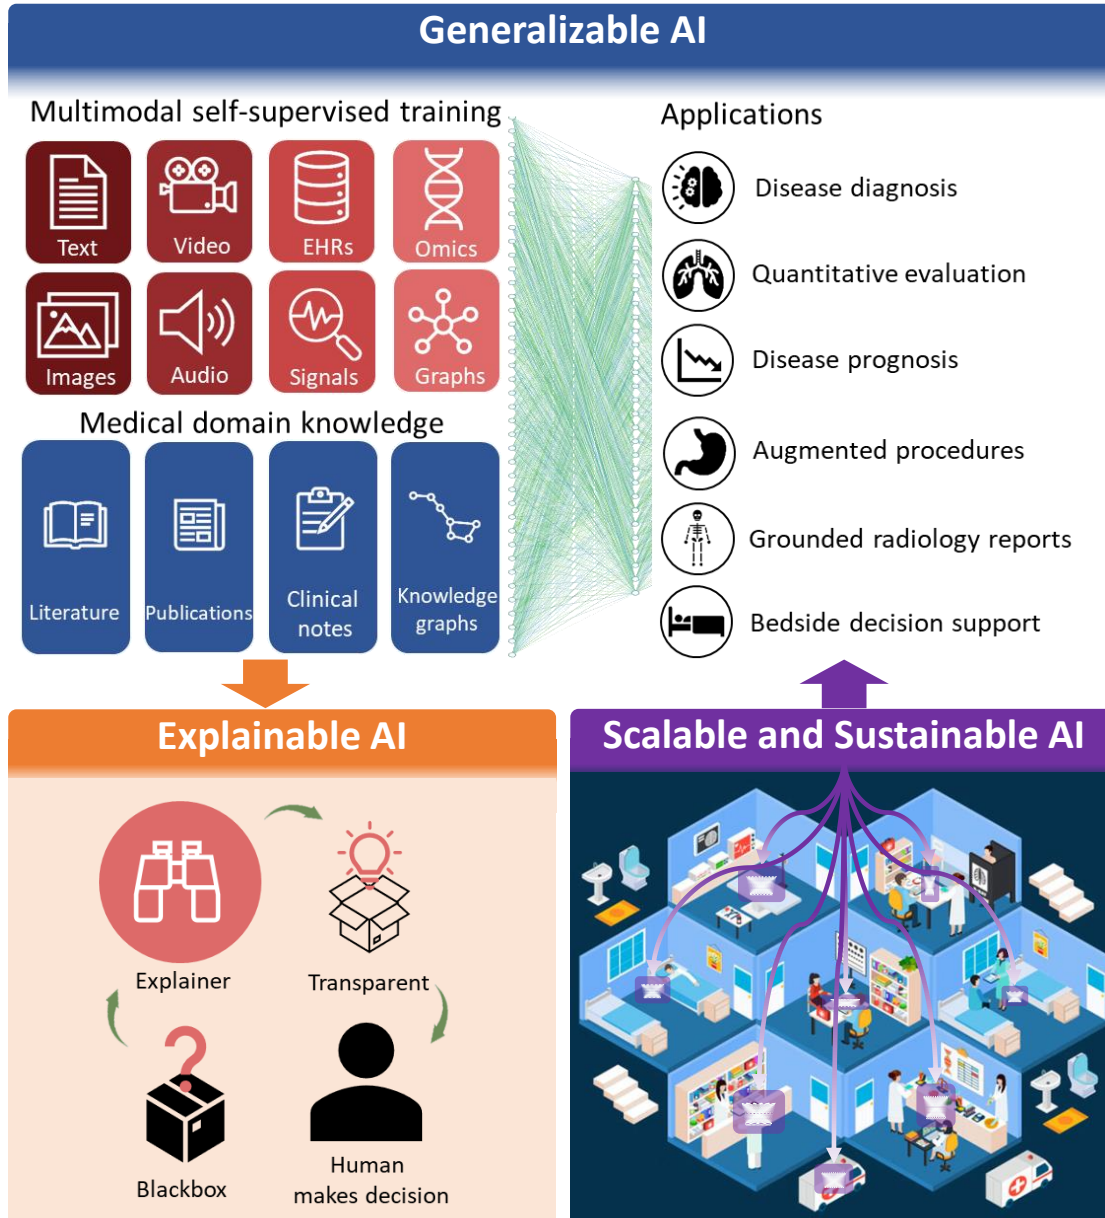 Generalizable AI
Multimodal self-supervised training
Text
Video
EHRs
Omics
Images
Audio
Signals
Graphs
Medical domain knowledge
Literature
Publications
Clinical
notes
Knowledge
graphs
Applications
Disease diagnosis
Quantitative evaluation
Disease prognosis
Augmented procedures
Grounded radiology reports
Bedside decision support
Explainable AI
Explainer
Transparent
Blackbox
Human
makes decision
Scalable and Sustainable AI